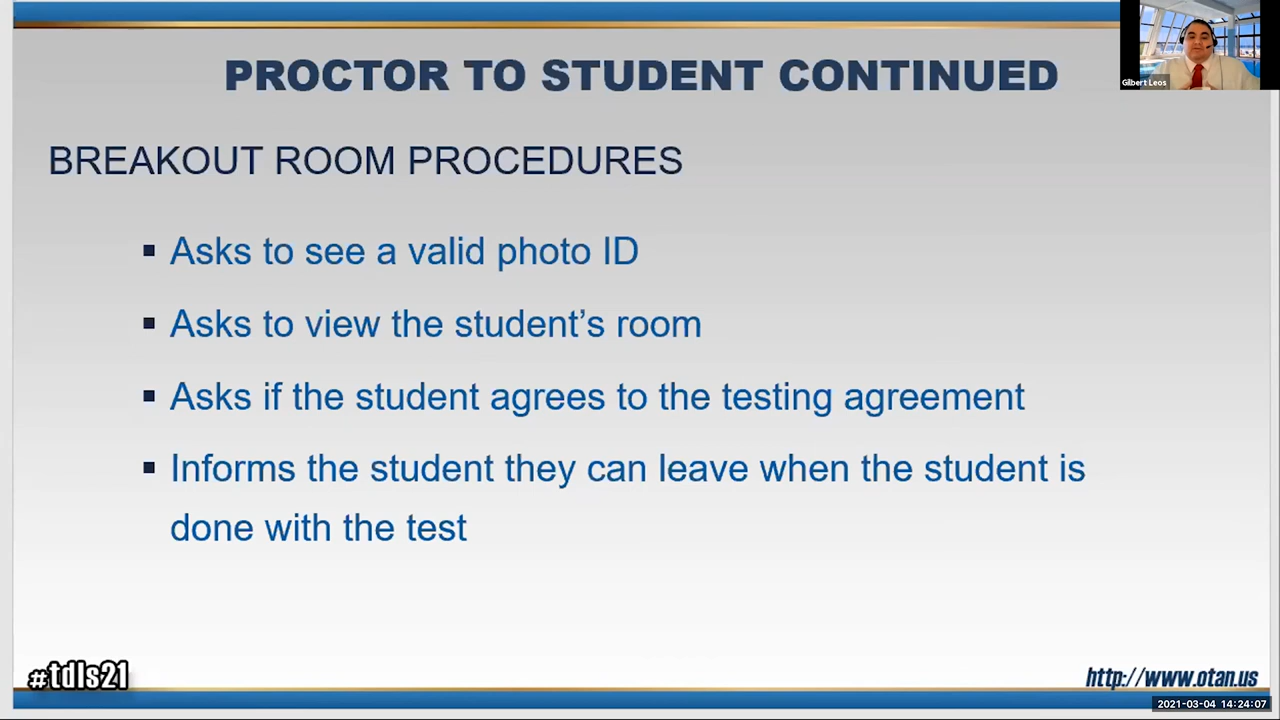 PROCTOR TO STUDENT CONTINUED
Gilbert Leos
BREAKOUT ROOM PROCEDURES
▪ Asks to see a valid photo ID
▪ Asks to view the student’s room
▪ Asks if the student agrees to the testing agreement
▪ Informs the student they can leave when the student is
done with the test
#tdls21
http://www.otan.us
2021-03-04 14:24:07